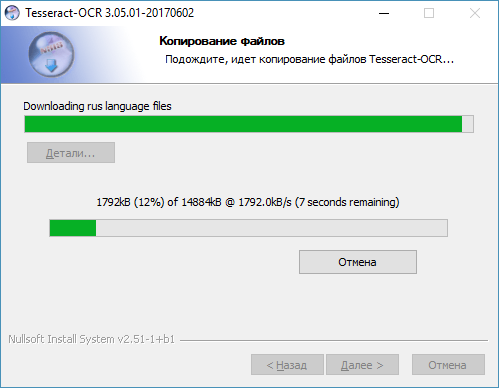 Tesseract-OCR 3.05.01-20170602
Копирование файлов
Подождите, идет копирование файлов Tesseract-OCR...
Downloading rus language files
Детали...
1792kB (12%) of 14884kB @ 1792.0kB/s (7 seconds remaining)
Отмена
Nullsoft Install System v2.51-1+b1
< Назад
Далее >
Отмена